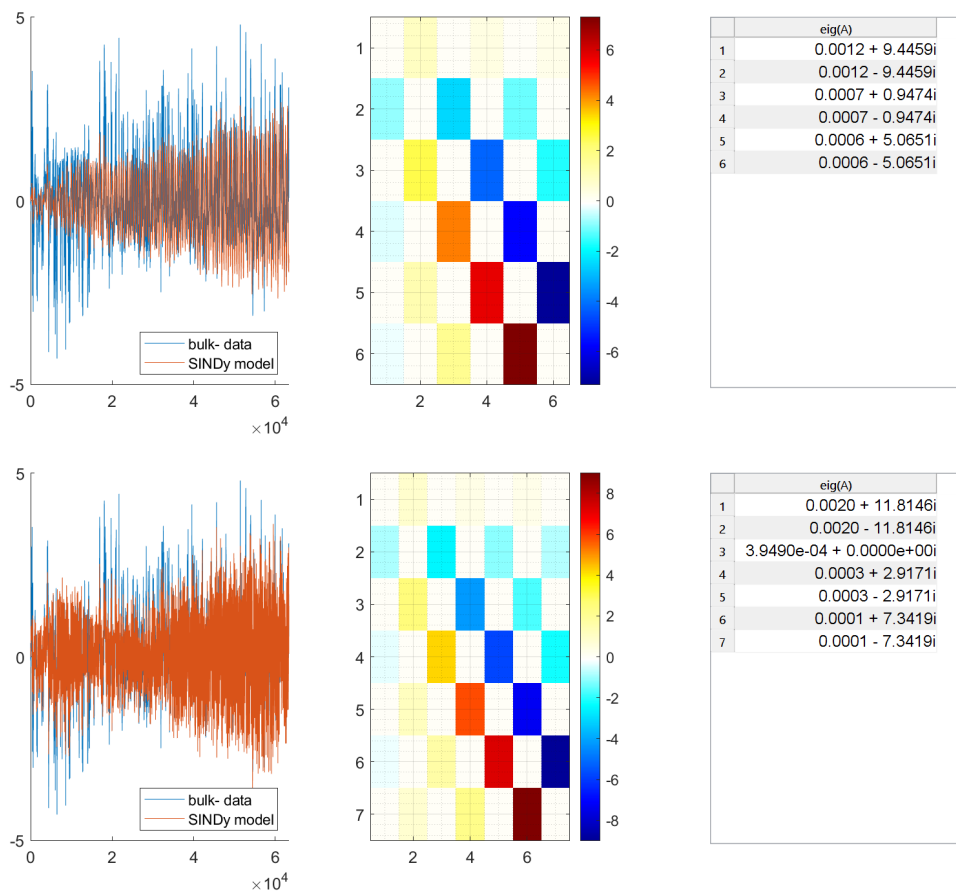 5
0
-5
0
2
4
6
×10^4
bulk- data
SINDy model
1
2
3
4
5
6
2
4
6
6
4
2
0
-2
-4
-6
eig(A)
1 0.0012 + 9.4459i
2 0.0012 - 9.4459i
3 0.0007 + 0.9474i
4 0.0007 - 0.9474i
5 0.0006 + 5.0651i
6 0.0006 - 5.0651i
5
0
-5
0
2
4
6
×10^4
bulk- data
SINDy model
1
2
3
4
5
6
7
2
4
6
8
6
4
2
0
-2
-4
-6
-8
eig(A)
1 0.0020 + 11.8146i
2 0.0020 - 11.8146i
3 3.9490e-04 + 0.0000e+00i
4 0.0003 + 2.9171i
5 0.0003 - 2.9171i
6 0.0001 + 7.3419i
7 0.0001 - 7.3419i